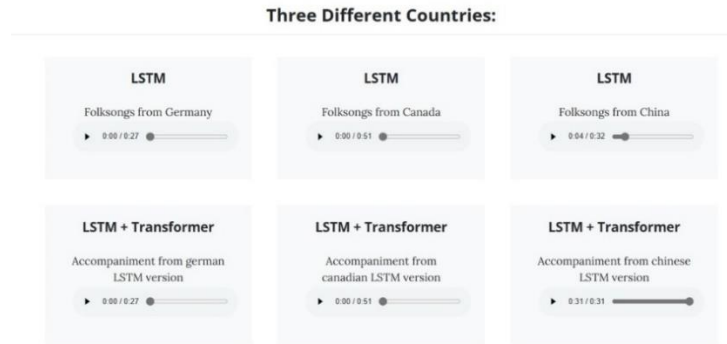 Three Different Countries:
LSTM
Folksongs from Germany
0:00 / 0:27
LSTM
Folksongs from Canada
0:00 / 0:51
LSTM
Folksongs from China
0:04 / 0:32
LSTM + Transformer
Accompaniment from german
LSTM version
0:00 / 0:27
LSTM + Transformer
Accompaniment from
canadian LSTM version
0:00 / 0:51
LSTM + Transformer
Accompaniment from chinese
LSTM version
0:31 / 0:31